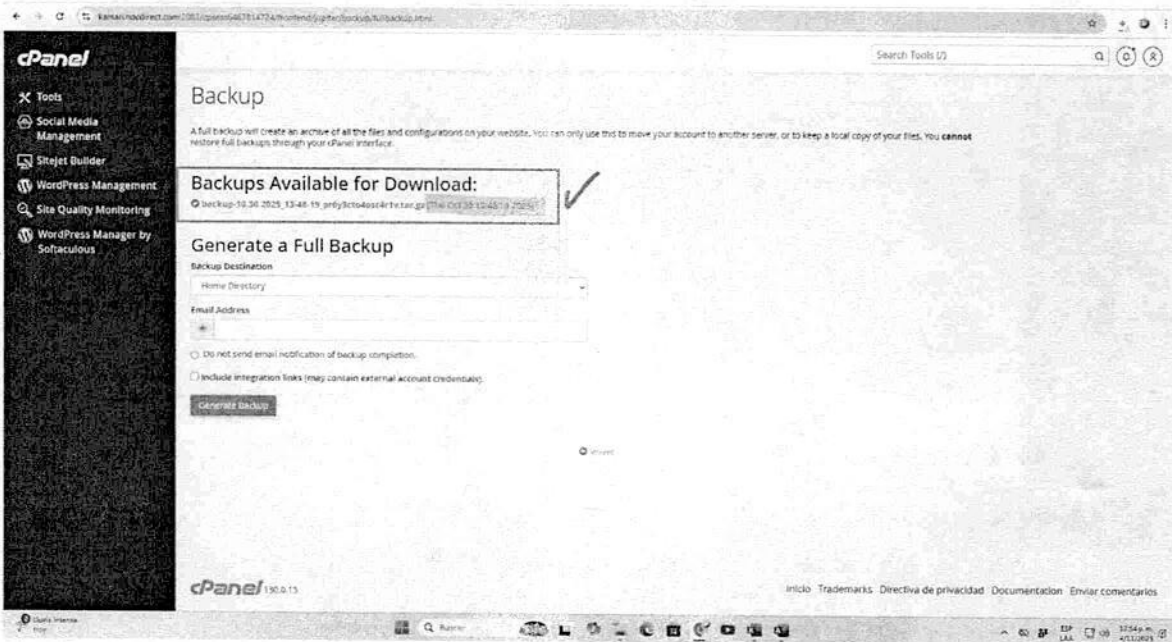 cPanel
Search Tools (/)
Tools
Social Media
Management
Sitejet Builder
WordPress Management
Site Quality Monitoring
WordPress Manager by
Softaculous
Backup
A full backup will create an archive of all the files and configurations on your website. You can only use this to move your account to another server, or to keep a local copy of your files. You cannot
restore full backups through your cPanel interface.
Backups Available for Download:
Generate a Full Backup
Backup Destination
Home Directory
Email Address
Do not send email notification of backup completion.
Include integration links (may contain external account credentials).
Generate Backup
cPanel
Inicio Trademarks Directiva de privacidad Documentation Enviar comentarios
ESP
LAA